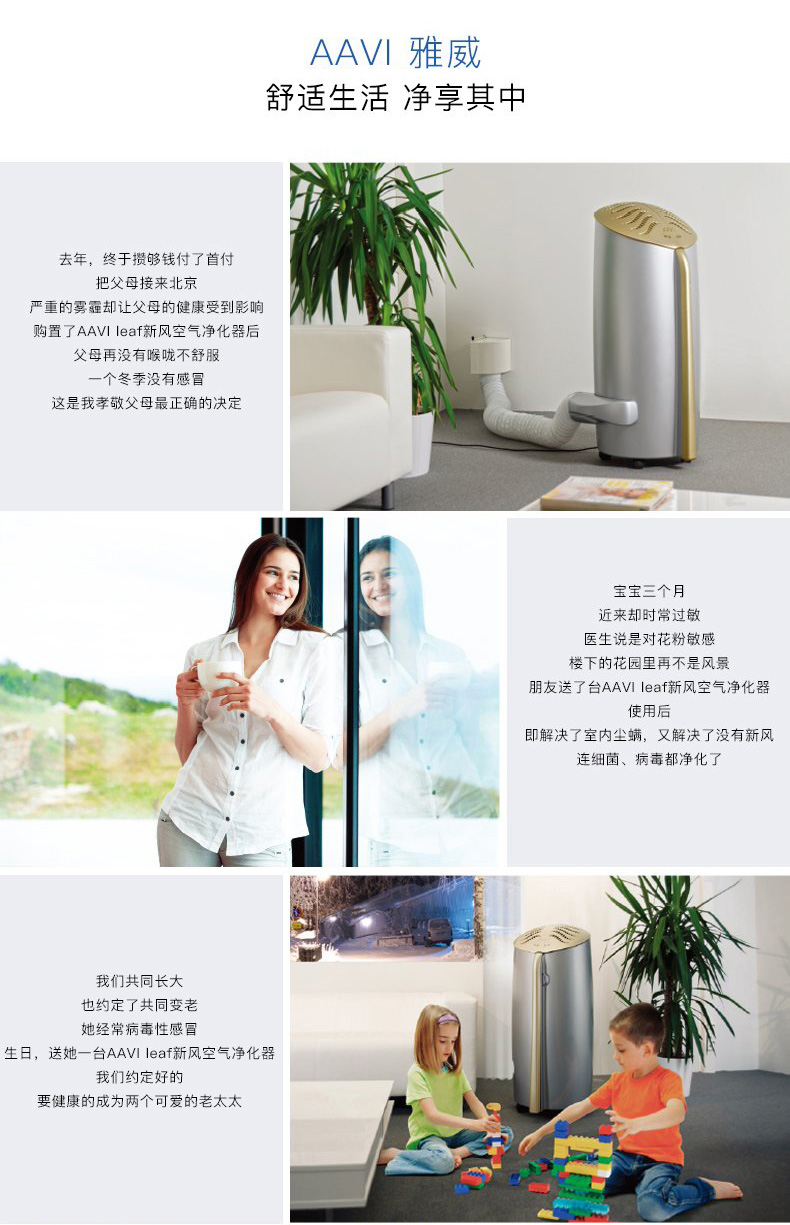 AAVI 雅威
舒适生活 净享其中
去年，终于攒够钱付了首付
把父母接来北京
严重的雾霾却让父母的健康受到影响
购置了AAVI leaf新风空气净化器后
父母再没有喉咙不舒服
一个冬季没有感冒
这是我孝敬父母最正确的决定
宝宝三个月
近来却时常过敏
医生说是对花粉敏感
楼下的花园里再不是风景
朋友送了台AAVI leaf新风空气净化器
使用后
即解决了室内尘螨，又解决了没有新风
连细菌、病毒都净化了
我们共同长大
也约定了共同变老
她经常病毒性感冒
生日，送她一台AAVI leaf新风空气净化器
我们约定好的
要健康的成为两个可爱的老太太